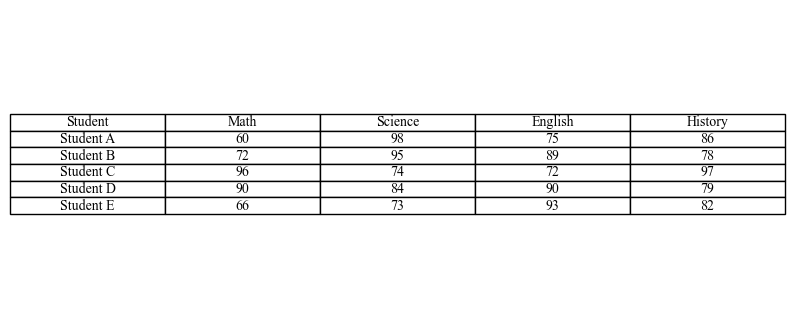 Student Math Science English History
Student A 60 98 75 86
Student B 72 95 89 78
Student C 96 74 72 97
Student D 90 84 90 79
Student E 66 73 93 82